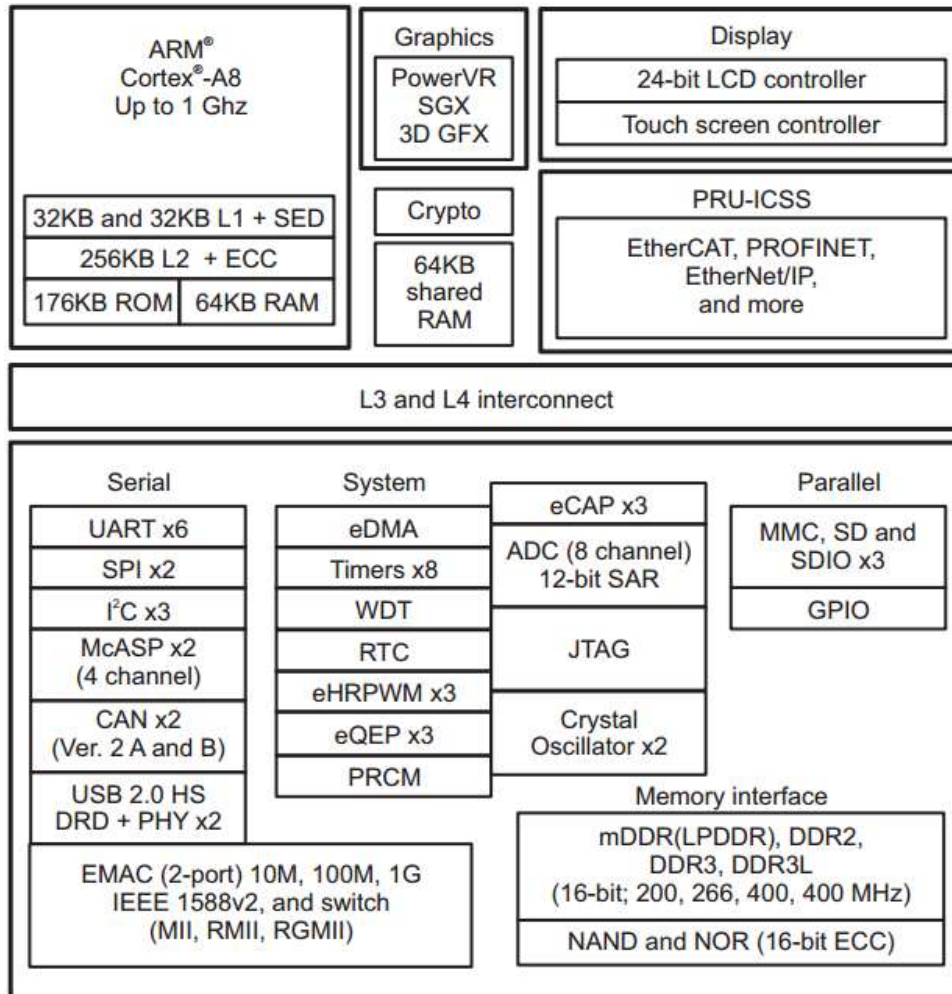 ARM®
Cortex®-A8
Up to 1 Ghz
32KB and 32KB L1 + SED
256KB L2 + ECC
176KB ROM
64KB RAM
Graphics
PowerVR
SGX
3D GFX
Crypto
64KB
shared
RAM
Display
24-bit LCD controller
Touch screen controller
PRU-ICSS
EtherCAT, PROFINET,
EtherNet/IP,
and more
L3 and L4 interconnect
Serial
UART x6
SPI x2
I²C x3
McASP x2
(4 channel)
CAN x2
(Ver. 2 A and B)
USB 2.0 HS
DRD + PHY x2
EMAC (2-port) 10M, 100M, 1G
IEEE 1588v2, and switch
(MII, RMII, RGMII)
System
eDMA
Timers x8
WDT
RTC
eHRPWM x3
eQEP x3
PRCM
eCAP x3
ADC (8 channel)
12-bit SAR
JTAG
Crystal
Oscillator x2
Parallel
MMC, SD and
SDIO x3
GPIO
Memory interface
mDDR(LPDDR), DDR2,
DDR3, DDR3L
(16-bit; 200, 266, 400, 400 MHz)
NAND and NOR (16-bit ECC)